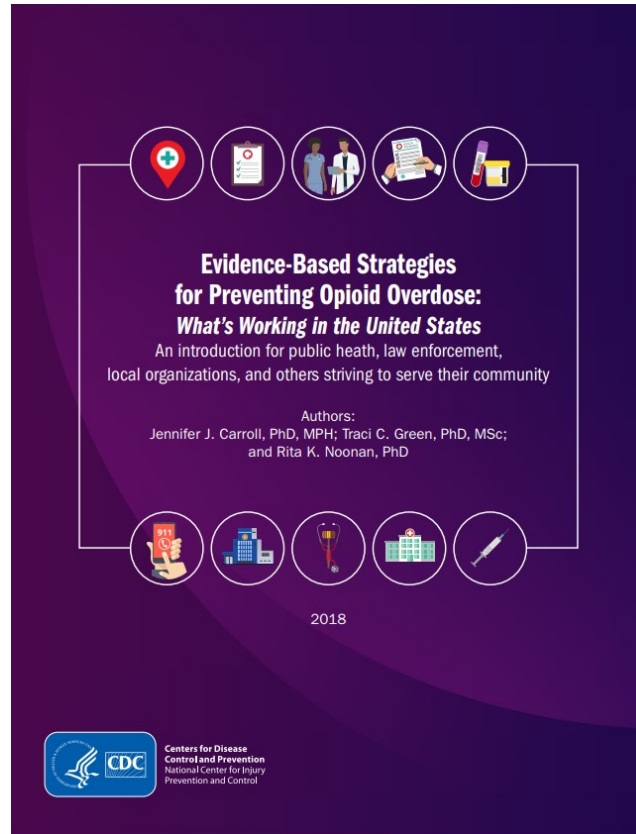 Evidence-Based Strategies
for Preventing Opioid Overdose:
What's Working in the United States
An introduction for public heath, law enforcement,
local organizations, and others striving to serve their community
Authors:
Jennifer J. Carroll, PhD, MPH; Traci C. Green, PhD, MSc;
and Rita K. Noonan, PhD
911
2018
CDC
Centers for Disease
Control and Prevention
National Center for Injury
Prevention and Control